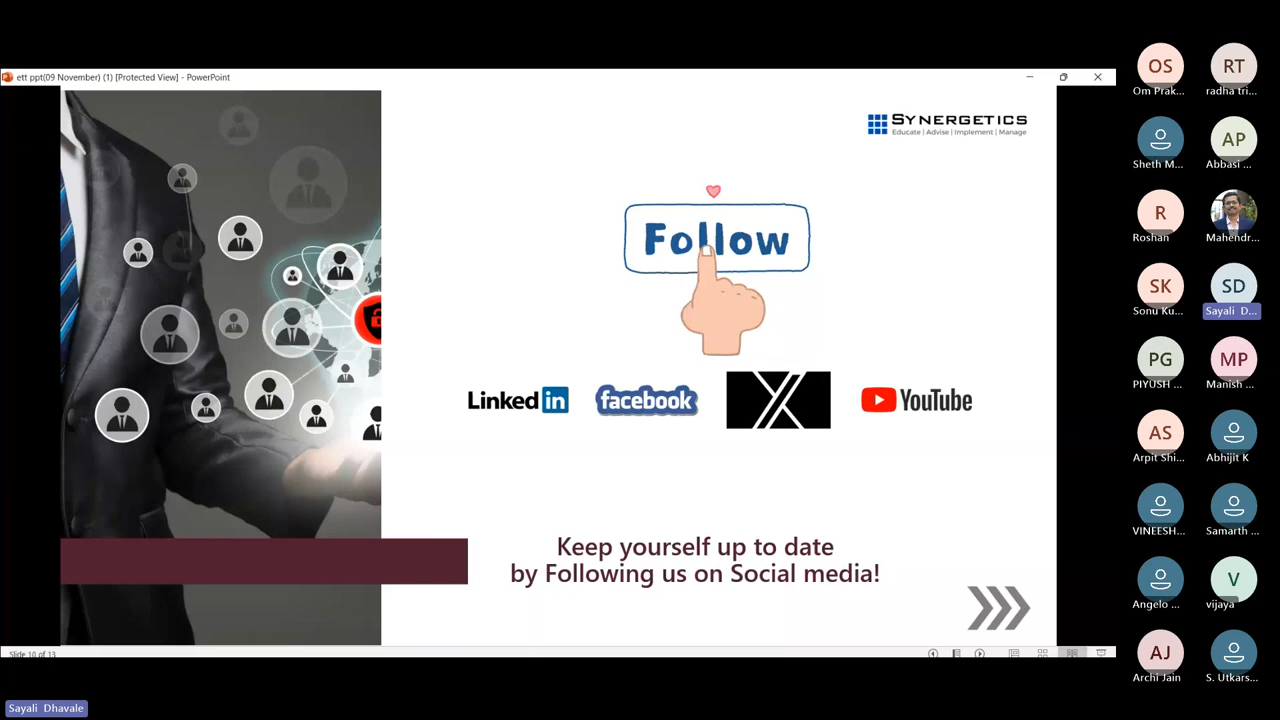 ett ppt(09 November) (1) [Protected View] - PowerPoint
SYNERGETICS
Educate | Advise | Implement | Manage
Follow
Linked in
facebook
X
YouTube
Keep yourself up to date
by Following us on Social media!
Slide 10 of 13
Sayali Dhavale
OS
Om Prak...
RT
radha tri...
Sheth M...
AP
Abbasi ...
R
Roshan
Mahendr...
SK
Sonu Ku...
SD
Sayali D...
PG
PIYUSH ...
MP
Manish ...
AS
Arpit Shi...
Abhijit K
VINEESH...
Samarth ...
Angelo ...
V
vijaya
AJ
Archi Jain
S. Utkars...